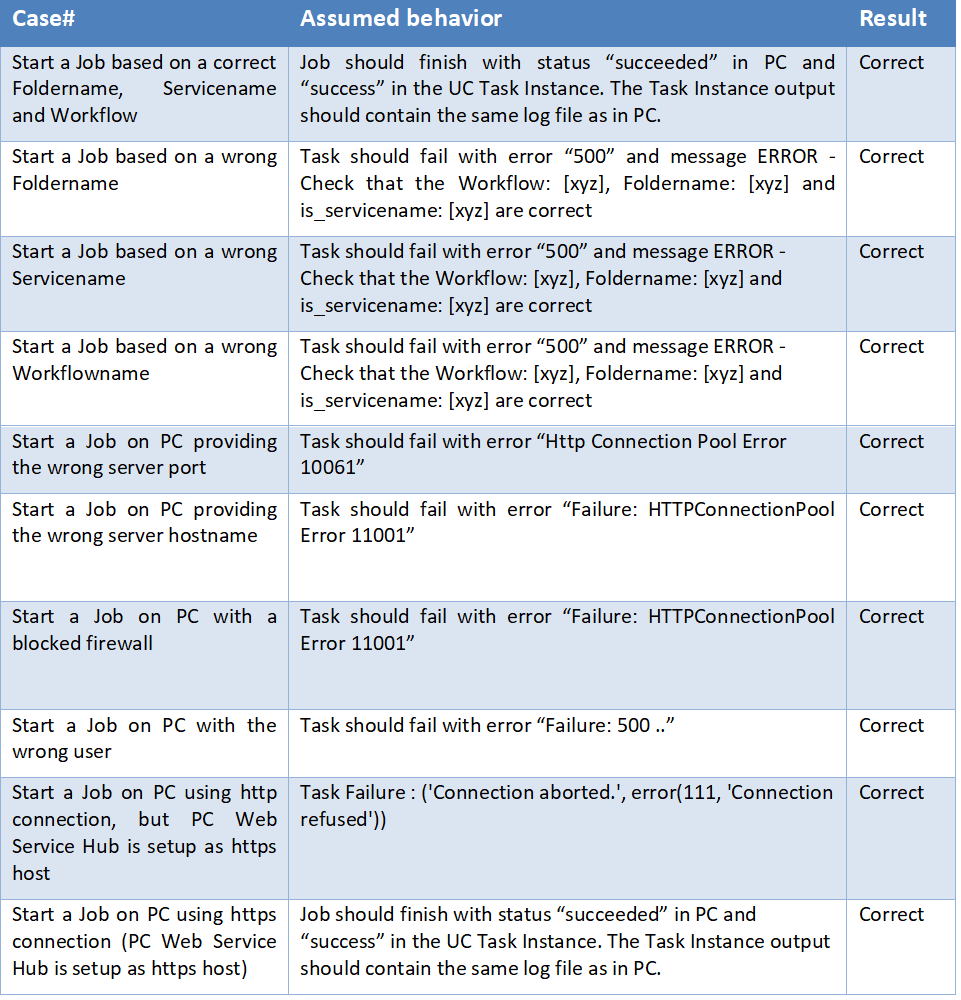 Case#
Assumed behavior
Result
Start a Job based on a correct
Foldername, Servicename
and Workflow
Job should finish with status “succeeded” in PC and
“success” in the UC Task Instance. The Task Instance output
should contain the same log file as in PC.
Correct
Start a Job based on a wrong
Foldername
Task should fail with error “500” and message ERROR -
Check that the Workflow: [xyz], Foldername: [xyz] and
is_servicename: [xyz] are correct
Correct
Start a Job based on a wrong
Servicename
Task should fail with error “500” and message ERROR -
Check that the Workflow: [xyz], Foldername: [xyz] and
is_servicename: [xyz] are correct
Correct
Start a Job based on a wrong
Workflowname
Task should fail with error “500” and message ERROR -
Check that the Workflow: [xyz], Foldername: [xyz] and
is_servicename: [xyz] are correct
Correct
Start a Job on PC providing
the wrong server port
Task should fail with error “Http Connection Pool Error
10061”
Correct
Start a Job on PC providing
the wrong server hostname
Task should fail with error “Failure: HTTPConnectionPool
Error 11001”
Correct
Start a Job on PC with a
blocked firewall
Task should fail with error “Failure: HTTPConnectionPool
Error 11001”
Correct
Start a Job on PC with the
wrong user
Task should fail with error “Failure: 500 ..”
Correct
Start a Job on PC using http
connection, but PC Web
Service Hub is setup as https
host
Task Failure : ('Connection aborted.', error(111, 'Connection
refused'))
Correct
Start a Job on PC using https
connection (PC Web Service
Hub is setup as https host)
Job should finish with status “succeeded” in PC and
“success” in the UC Task Instance. The Task Instance output
should contain the same log file as in PC.
Correct